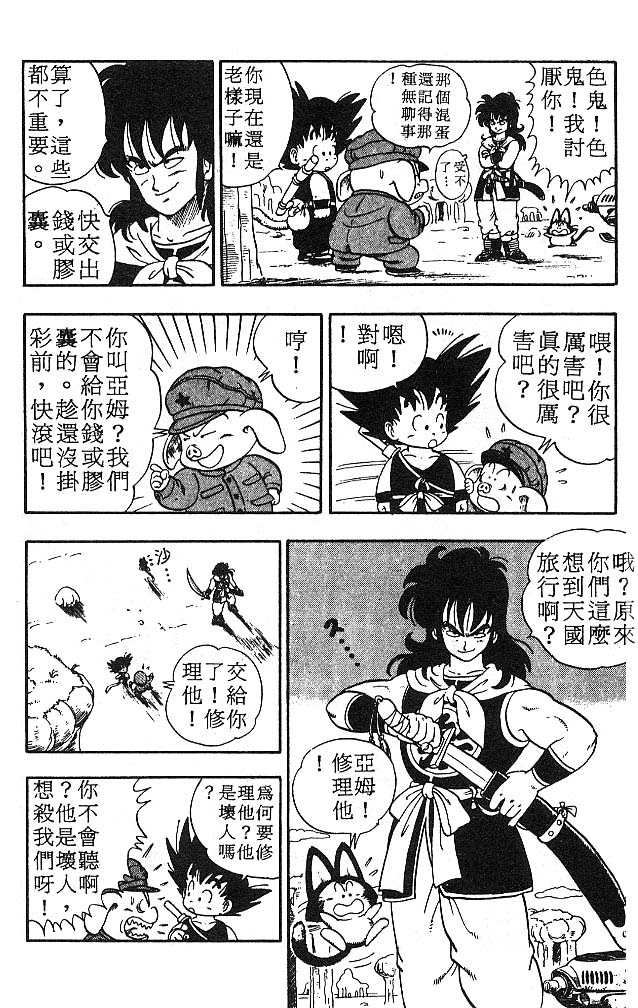 色鬼！色
鬼！我討
厭你！
那個混蛋
還記得那
種無聊事
！
受不
了…
你現在還是
老樣子嘛！
算了，這些
都不重要。
快交出
錢或膠
囊。
喂！你很
厲害吧？
真的很厲
害吧？
嗯！
對啊
！
哼！
你叫亞姆？我們
不會給你錢或膠
囊的。趁還沒掛
彩前，快滾吧！
哦？原來
你們這麼
想到天國
旅行啊？
ス……
亞姆！
修理他
！
沙…
交給你
了！修
理他！
為何要修
理他？他
是壞人嗎
？
你不會聽啊
？他是壞人，
想殺我們呀！